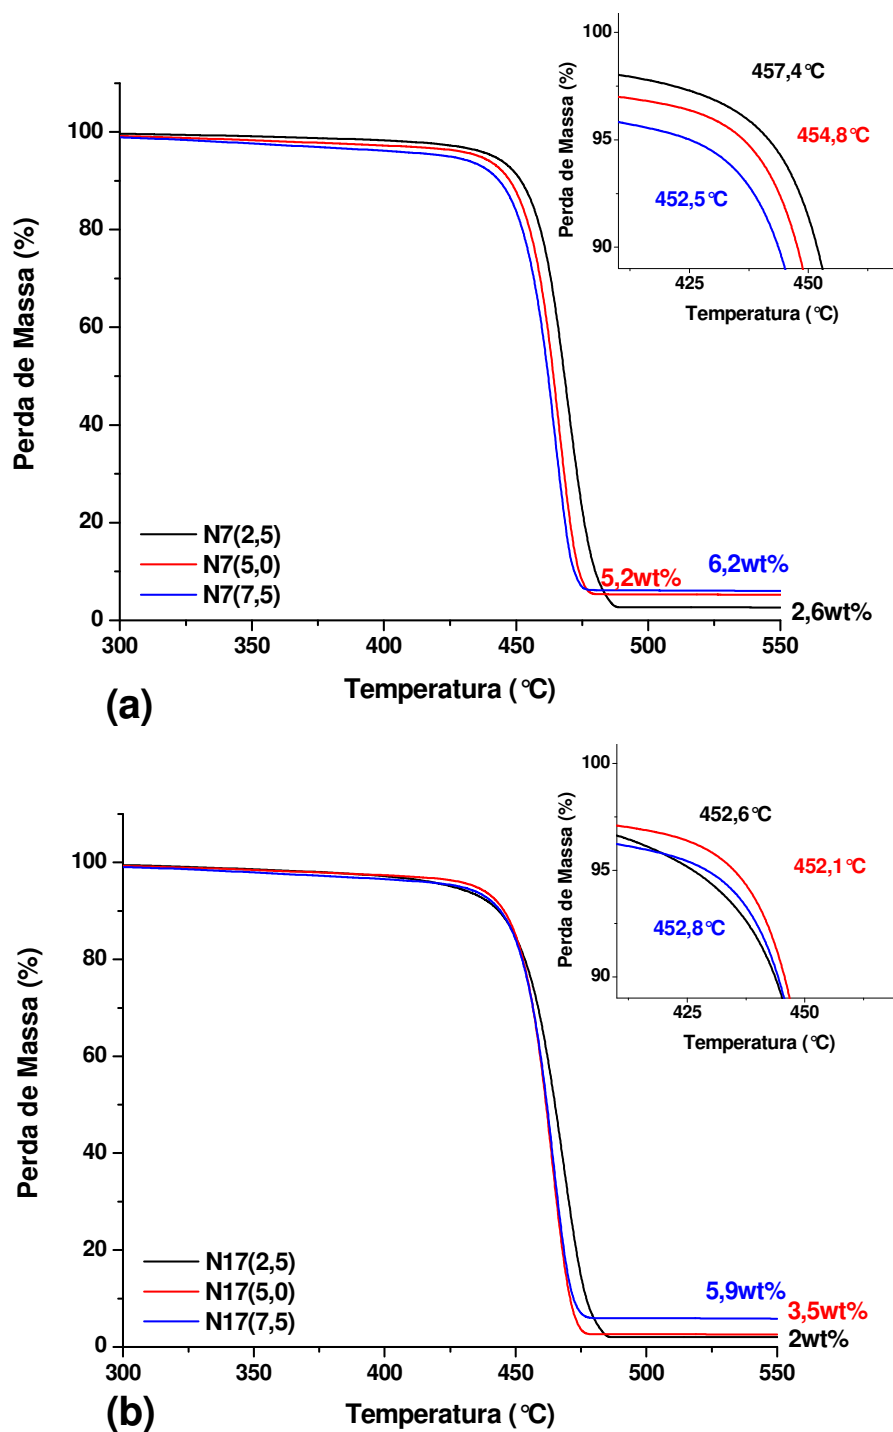 100
95
90
425
450
Perda de Massa (%)
Temperatura (°C)
457,4°C
454,8°C
452,5°C
100
80
60
40
20
0
Perda de Massa (%)
N7(2,5)
N7(5,0)
N7(7,5)
5,2wt%
6,2wt%
2,6wt%
300
350
400
450
500
550
Temperatura (°C)
(a)
100
95
90
425
450
Perda de Massa (%)
Temperatura (°C)
452,6°C
452,1°C
452,8°C
100
80
60
40
20
0
Perda de Massa (%)
N17(2,5)
N17(5,0)
N17(7,5)
5,9wt%
3,5wt%
2wt%
300
350
400
450
500
550
Temperatura (°C)
(b)